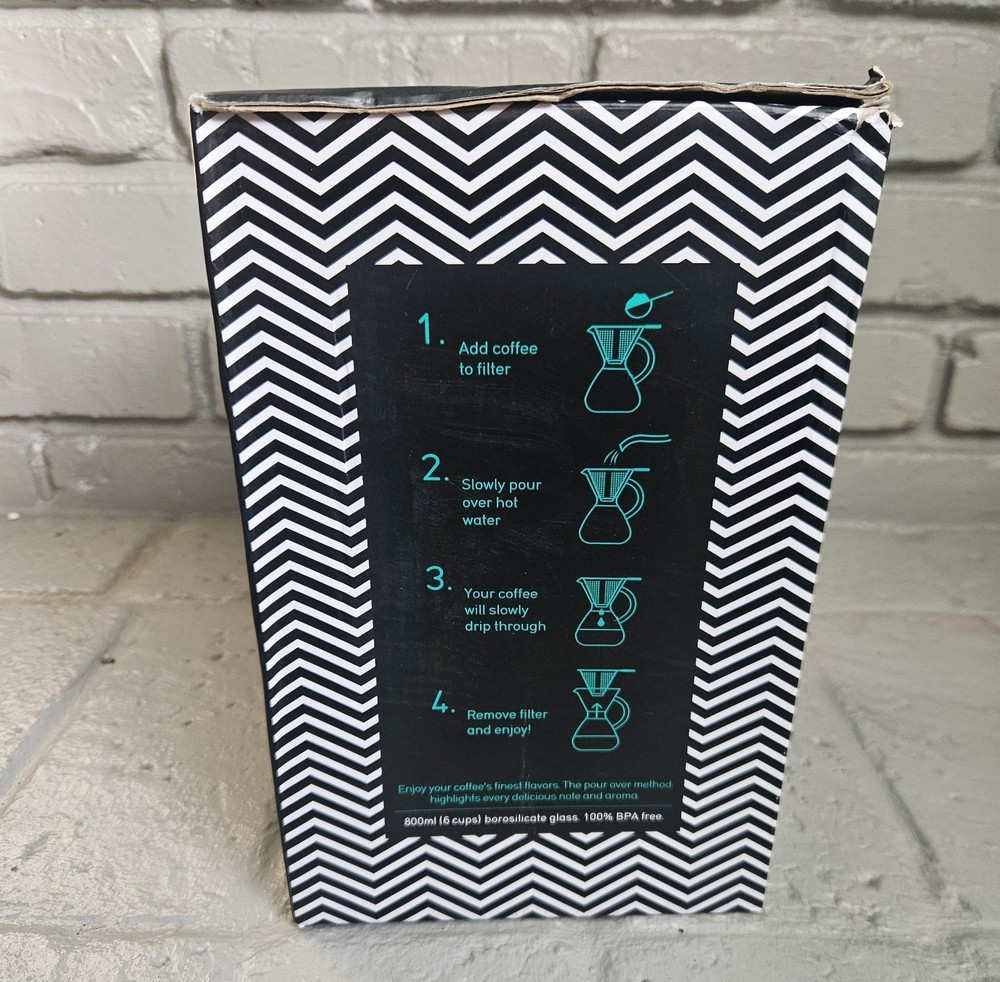 1.
Add coffee
to filter
2.
Slowly pour
over hot
water
3.
Your coffee
will slowly
drip through
4.
Remove filter
and enjoy!
Enjoy your coffee's finest flavors. The pour over method
highlights every delicious note and aroma.
800ml (6 cups) borosilicate glass. 100% BPA free.